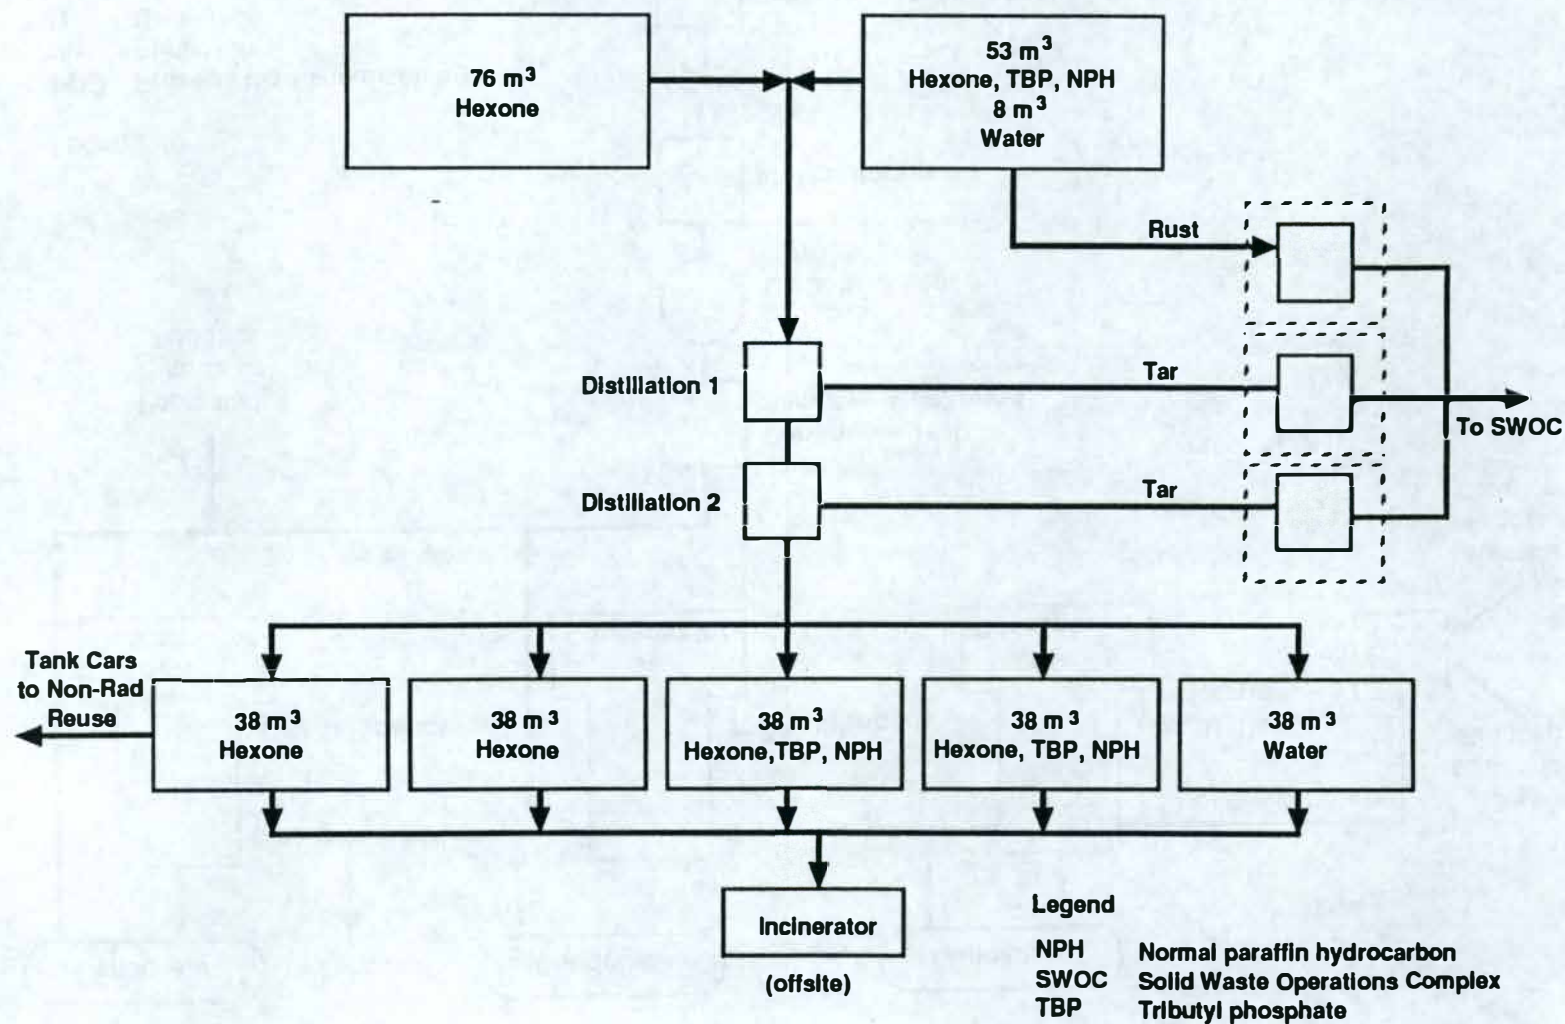 76 m³
Hexone
53 m³
Hexone, TBP, NPH
8 m³
Water
Rust
Distillation 1
Tar
To SWOC
Distillation 2
Tar
Tank Cars
to Non-Rad
Reuse
38 m³
Hexone
38 m³
Hexone
38 m³
Hexone,TBP, NPH
38 m³
Hexone, TBP, NPH
38 m³
Water
Incinerator
(offsite)
Legend
NPH Normal paraffin hydrocarbon
SWOC Solid Waste Operations Complex
TBP Tributyl phosphate